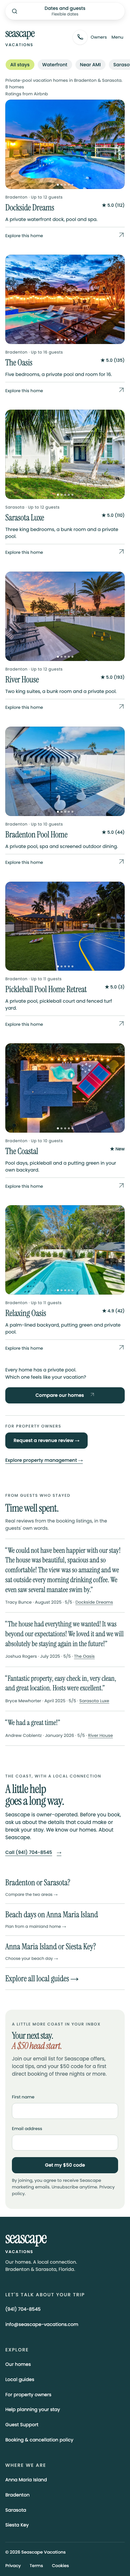 Up to 12 guests
Flexible dates
seascape
VACATIONS
Owners
Menu
All stays
Waterfront
Near AMI
Saraso
Private-pool vacation homes in Bradenton & Sarasota.
8 homes
Ratings from Airbnb
Bradenton · Up to 12 guests
Dockside Dreams
★ 5.0 (112)
A private waterfront dock, pool and spa.
Explore this home
Bradenton · Up to 16 guests
The Oasis
★ 5.0 (135)
Five bedrooms, a private pool and room for 16.
Explore this home
Sarasota · Up to 12 guests
Sarasota Luxe
★ 5.0 (110)
Three king bedrooms, a bunk room and a private pool.
Explore this home
Bradenton · Up to 12 guests
River House
★ 5.0 (193)
Two king suites, a bunk room and a private pool.
Explore this home
Bradenton · Up to 10 guests
Bradenton Pool Home
★ 5.0 (44)
A private pool, spa and screened outdoor dining.
Explore this home
Bradenton · Up to 11 guests
Pickleball Pool Home Retreat
★ 5.0 (3)
A private pool, pickleball court and fenced turf yard.
Explore this home
Bradenton · Up to 10 guests
The Coastal
★ New
Pool days, pickleball and a putting green in your own backyard.
Explore this home
Bradenton · Up to 11 guests
Relaxing Oasis
★ 4.9 (42)
A palm-lined backyard, putting green and private pool.
Explore this home
Every home has a private pool.
Which one feels like your vacation?
Compare our homes
FOR PROPERTY OWNERS
Request a revenue review →
Explore property management →
FROM GUESTS WHO STAYED
Time well spent.
Real reviews from the booking listings, in the guests' own words.
"We could not have been happier with our stay! The house was beautiful, spacious and so comfortable! The view was so amazing and we sat outside every morning drinking coffee. We even saw several manatee swim by."
Tracy Bunce · August 2025 · 5/5 · Dockside Dreams
"The house had everything we wanted! It was beyond our expectations! We loved it and we will absolutely be staying again in the future!"
Joshua Rogers · July 2025 · 5/5 · The Oasis
"Fantastic property, easy check in, very clean, and great location. Hosts were excellent."
Bryce Mewhorter · April 2025 · 5/5 · Sarasota Luxe
"We had a great time!"
Andrew Caldentz · January 2026 · 5/5 · River House
THE COAST, WITH A LOCAL CONNECTION
A little help
goes a long way.
Seascape is owner-operated. Before you book, ask us about the details that could make or break your stay. We know our homes. About Seascape.
Call (941) 704-8545 →
Bradenton or Sarasota?
Compare the two areas →
Beach days on Anna Maria Island
Plan from a mainland home →
Anna Maria Island or Siesta Key?
Choose your beach day →
Explore all local guides →
A LITTLE MORE COAST IN YOUR INBOX
Your next stay.
A $50 head start.
Join our email list for Seascape offers, local tips, and your $50 code for a first direct booking of three nights or more.
First name
Email address
Get my $50 code
By joining, you agree to receive Seascape marketing emails. Unsubscribe anytime. Privacy policy.
seascape
VACATIONS
Our homes. A local connection.
Bradenton & Sarasota, Florida.
LET'S TALK ABOUT YOUR TRIP
(941) 704-8545
info@seascape-vacations.com
EXPLORE
Our homes
Local guides
For property owners
Help planning your stay
Guest Support
Booking & cancellation policy
WHERE WE ARE
Anna Maria Island
Bradenton
Sarasota
Siesta Key
© 2026 Seascape Vacations
Privacy
Terms
Cookies